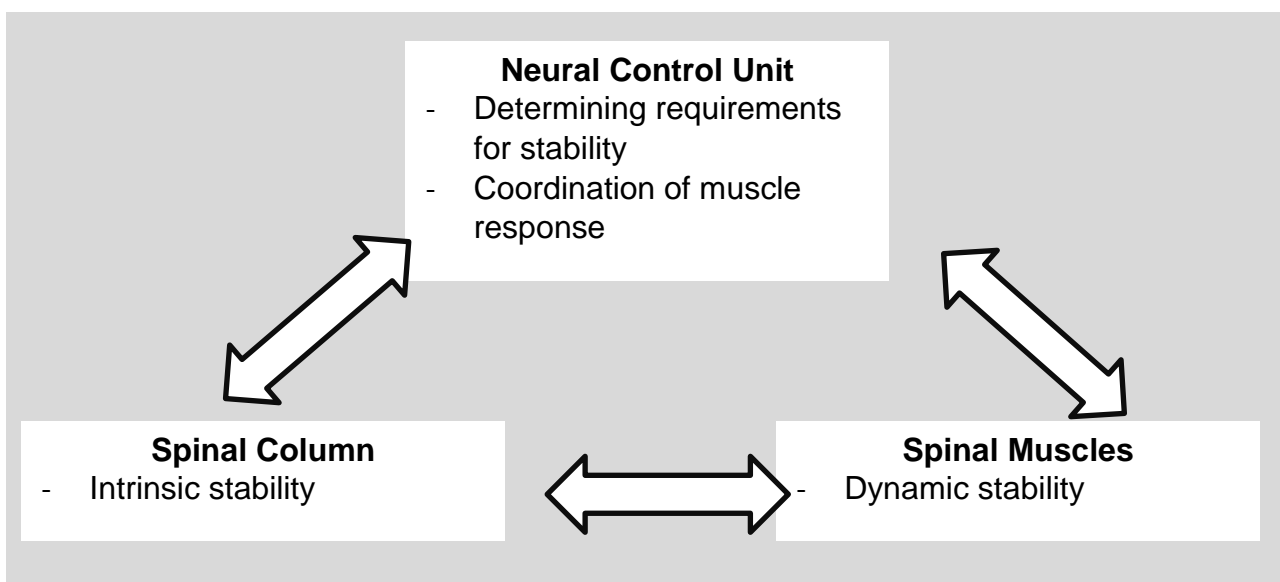 Neural Control Unit
- Determining requirements
for stability
- Coordination of muscle
response
Spinal Column
- Intrinsic stability
Spinal Muscles
- Dynamic stability